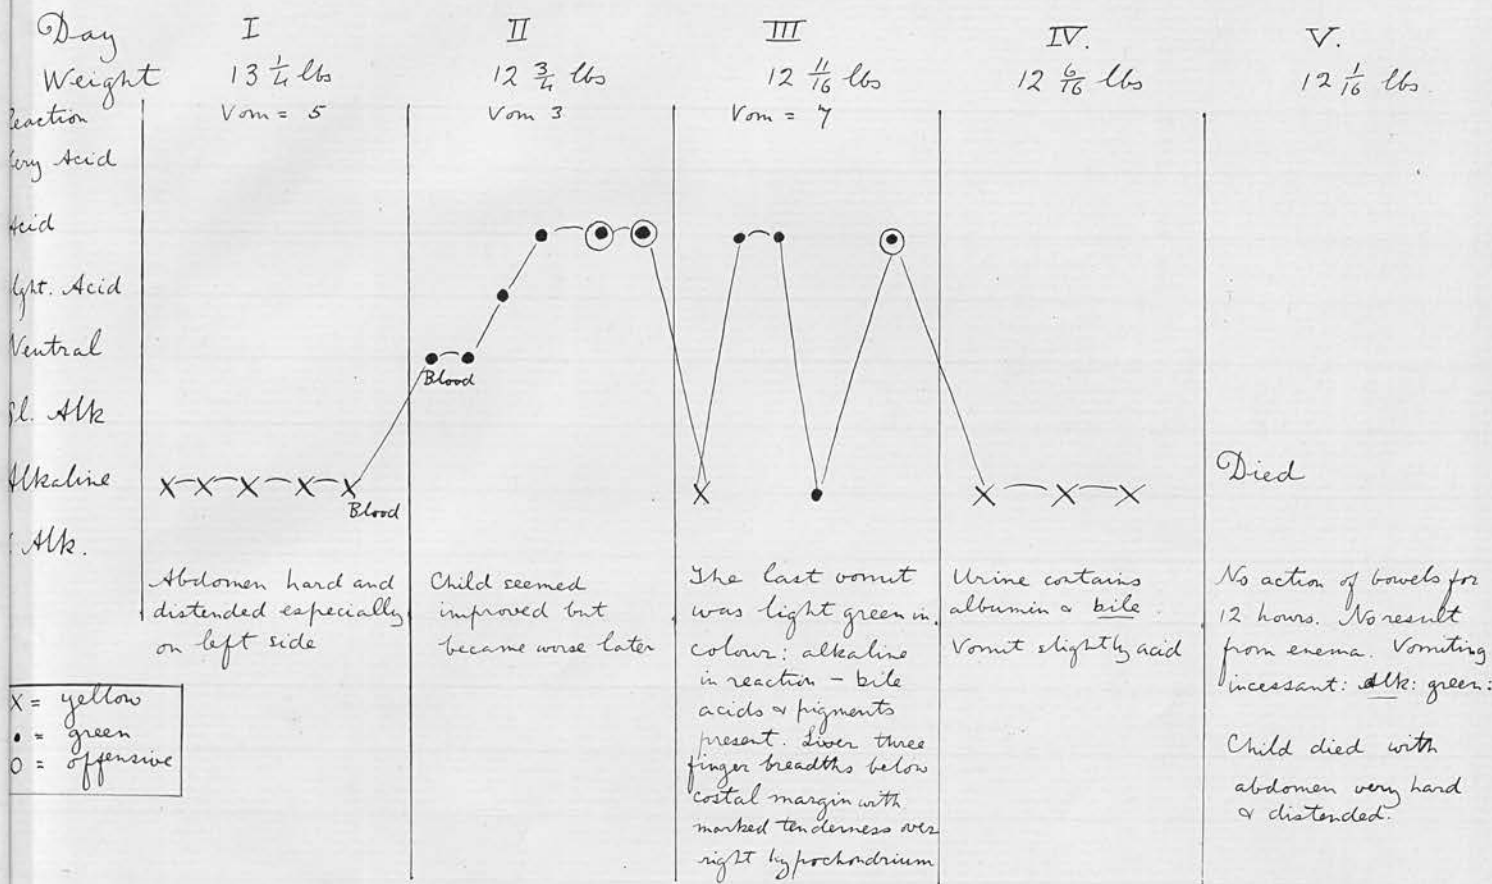 Day I II III IV. V.
Weight 13 1/4 lbs 12 3/4 lbs 12 11/16 lbs 12 6/16 lbs 12 1/16 lbs.
eaction Vom = 5 Vom 3 Vom = 7
ery Acid
Acid
lght. Acid
Neutral
Blood
Sl. Alk
Alkaline
Blood
Died
Alk.
Abdomen hard and
distended especially
on left side
Child seemed
improved but
became worse later
The last vomit
was light green in
colour: alkaline
in reaction – bile
acids & pigments
present. Liver three
finger breadths below
costal margin with
marked tenderness over
right hypochondrium
Urine contains
albumin & bile.
Vomit slightly acid
No action of bowels for
12 hours. No result
from enema. Vomiting
incessant: Alk: green:
Child died with
abdomen very hard
& distended.
X = yellow
• = green
O = offensive